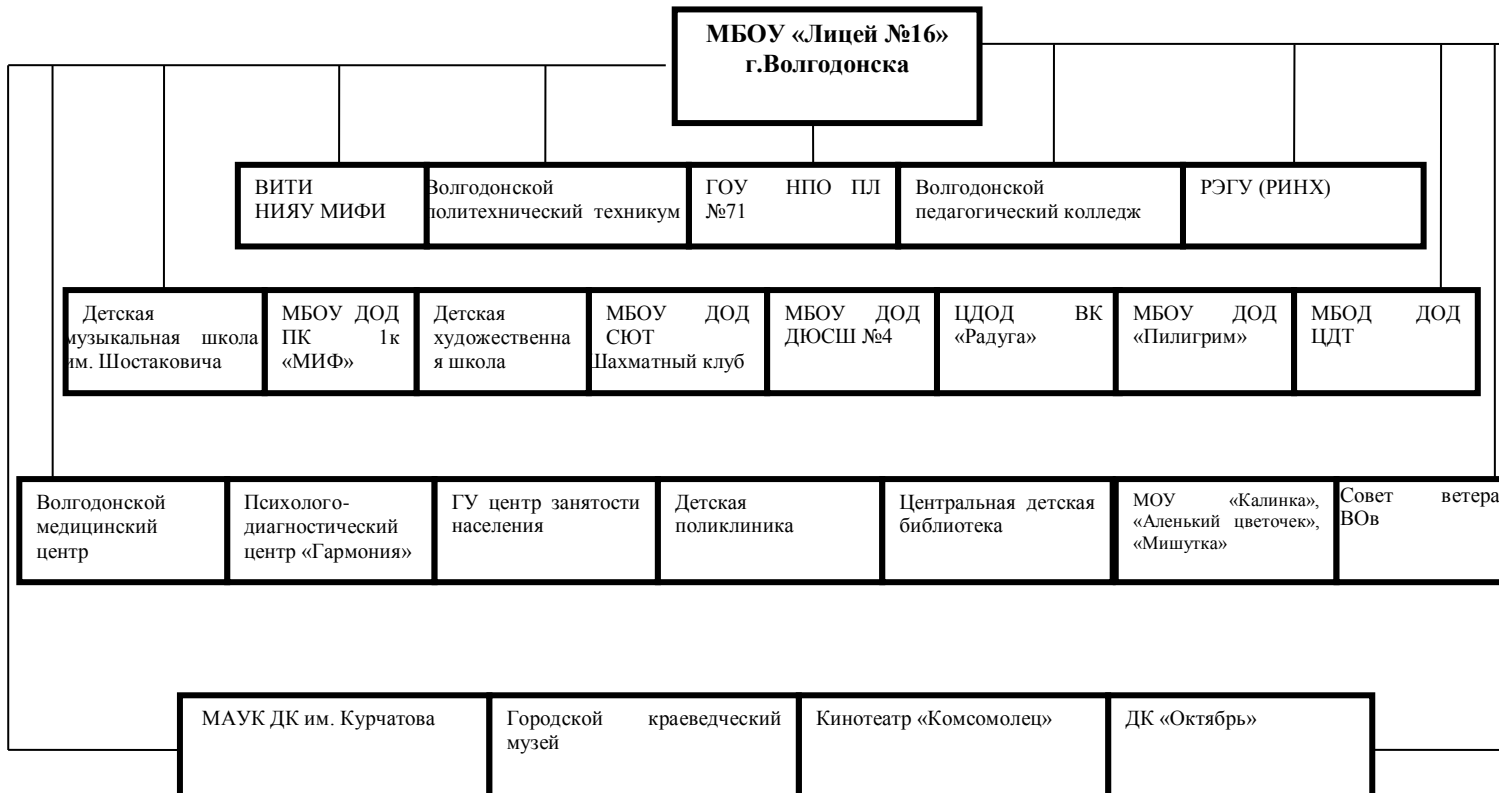 МБОУ «Лицей №16»
г.Волгодонска
ВИТИ
НИЯУ МИФИ
Волгодонской
политехнический техникум
ГОУ НПО ПЛ
№71
Волгодонской
педагогический колледж
РЭГУ (РИНХ)
Детская
музыкальная школа
им. Шостаковича
МБОУ ДОД
ПК 1к
«МИФ»
Детская
художественна
я школа
МБОУ ДОД
СЮТ
Шахматный клуб
МБОУ ДОД
ДЮСШ №4
ЦДОД ВК
«Радуга»
МБОУ ДОД
«Пилигрим»
МБОД ДОД
ЦДТ
Волгодонской
медицинский
центр
Психолого-
диагностический
центр «Гармония»
ГУ центр занятости
населения
Детская
поликлиника
Центральная детская
библиотека
МОУ «Калинка»,
«Аленький цветочек»,
«Мишутка»
Совет ветера
ВОв
МАУК ДК им. Курчатова
Городской краеведческий
музей
Кинотеатр «Комсомолец»
ДК «Октябрь»